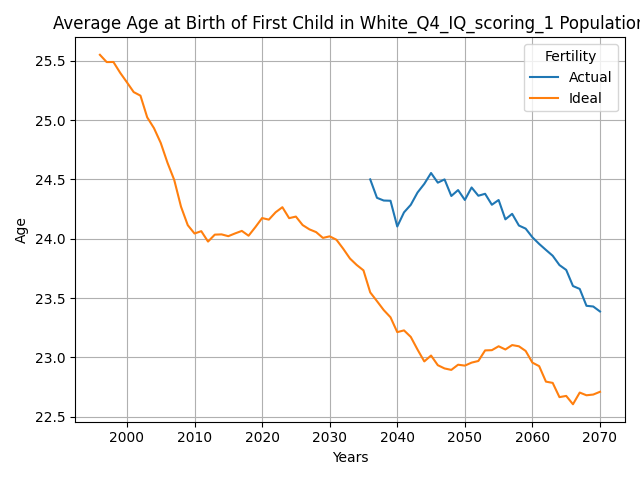 Average Age at Birth of First Child in White_Q4_IQ_scoring_1 Population
Fertility
Actual
Ideal
25.5
25.0
24.5
24.0
23.5
23.0
22.5
Age
2000 2010 2020 2030 2040 2050 2060 2070
Years